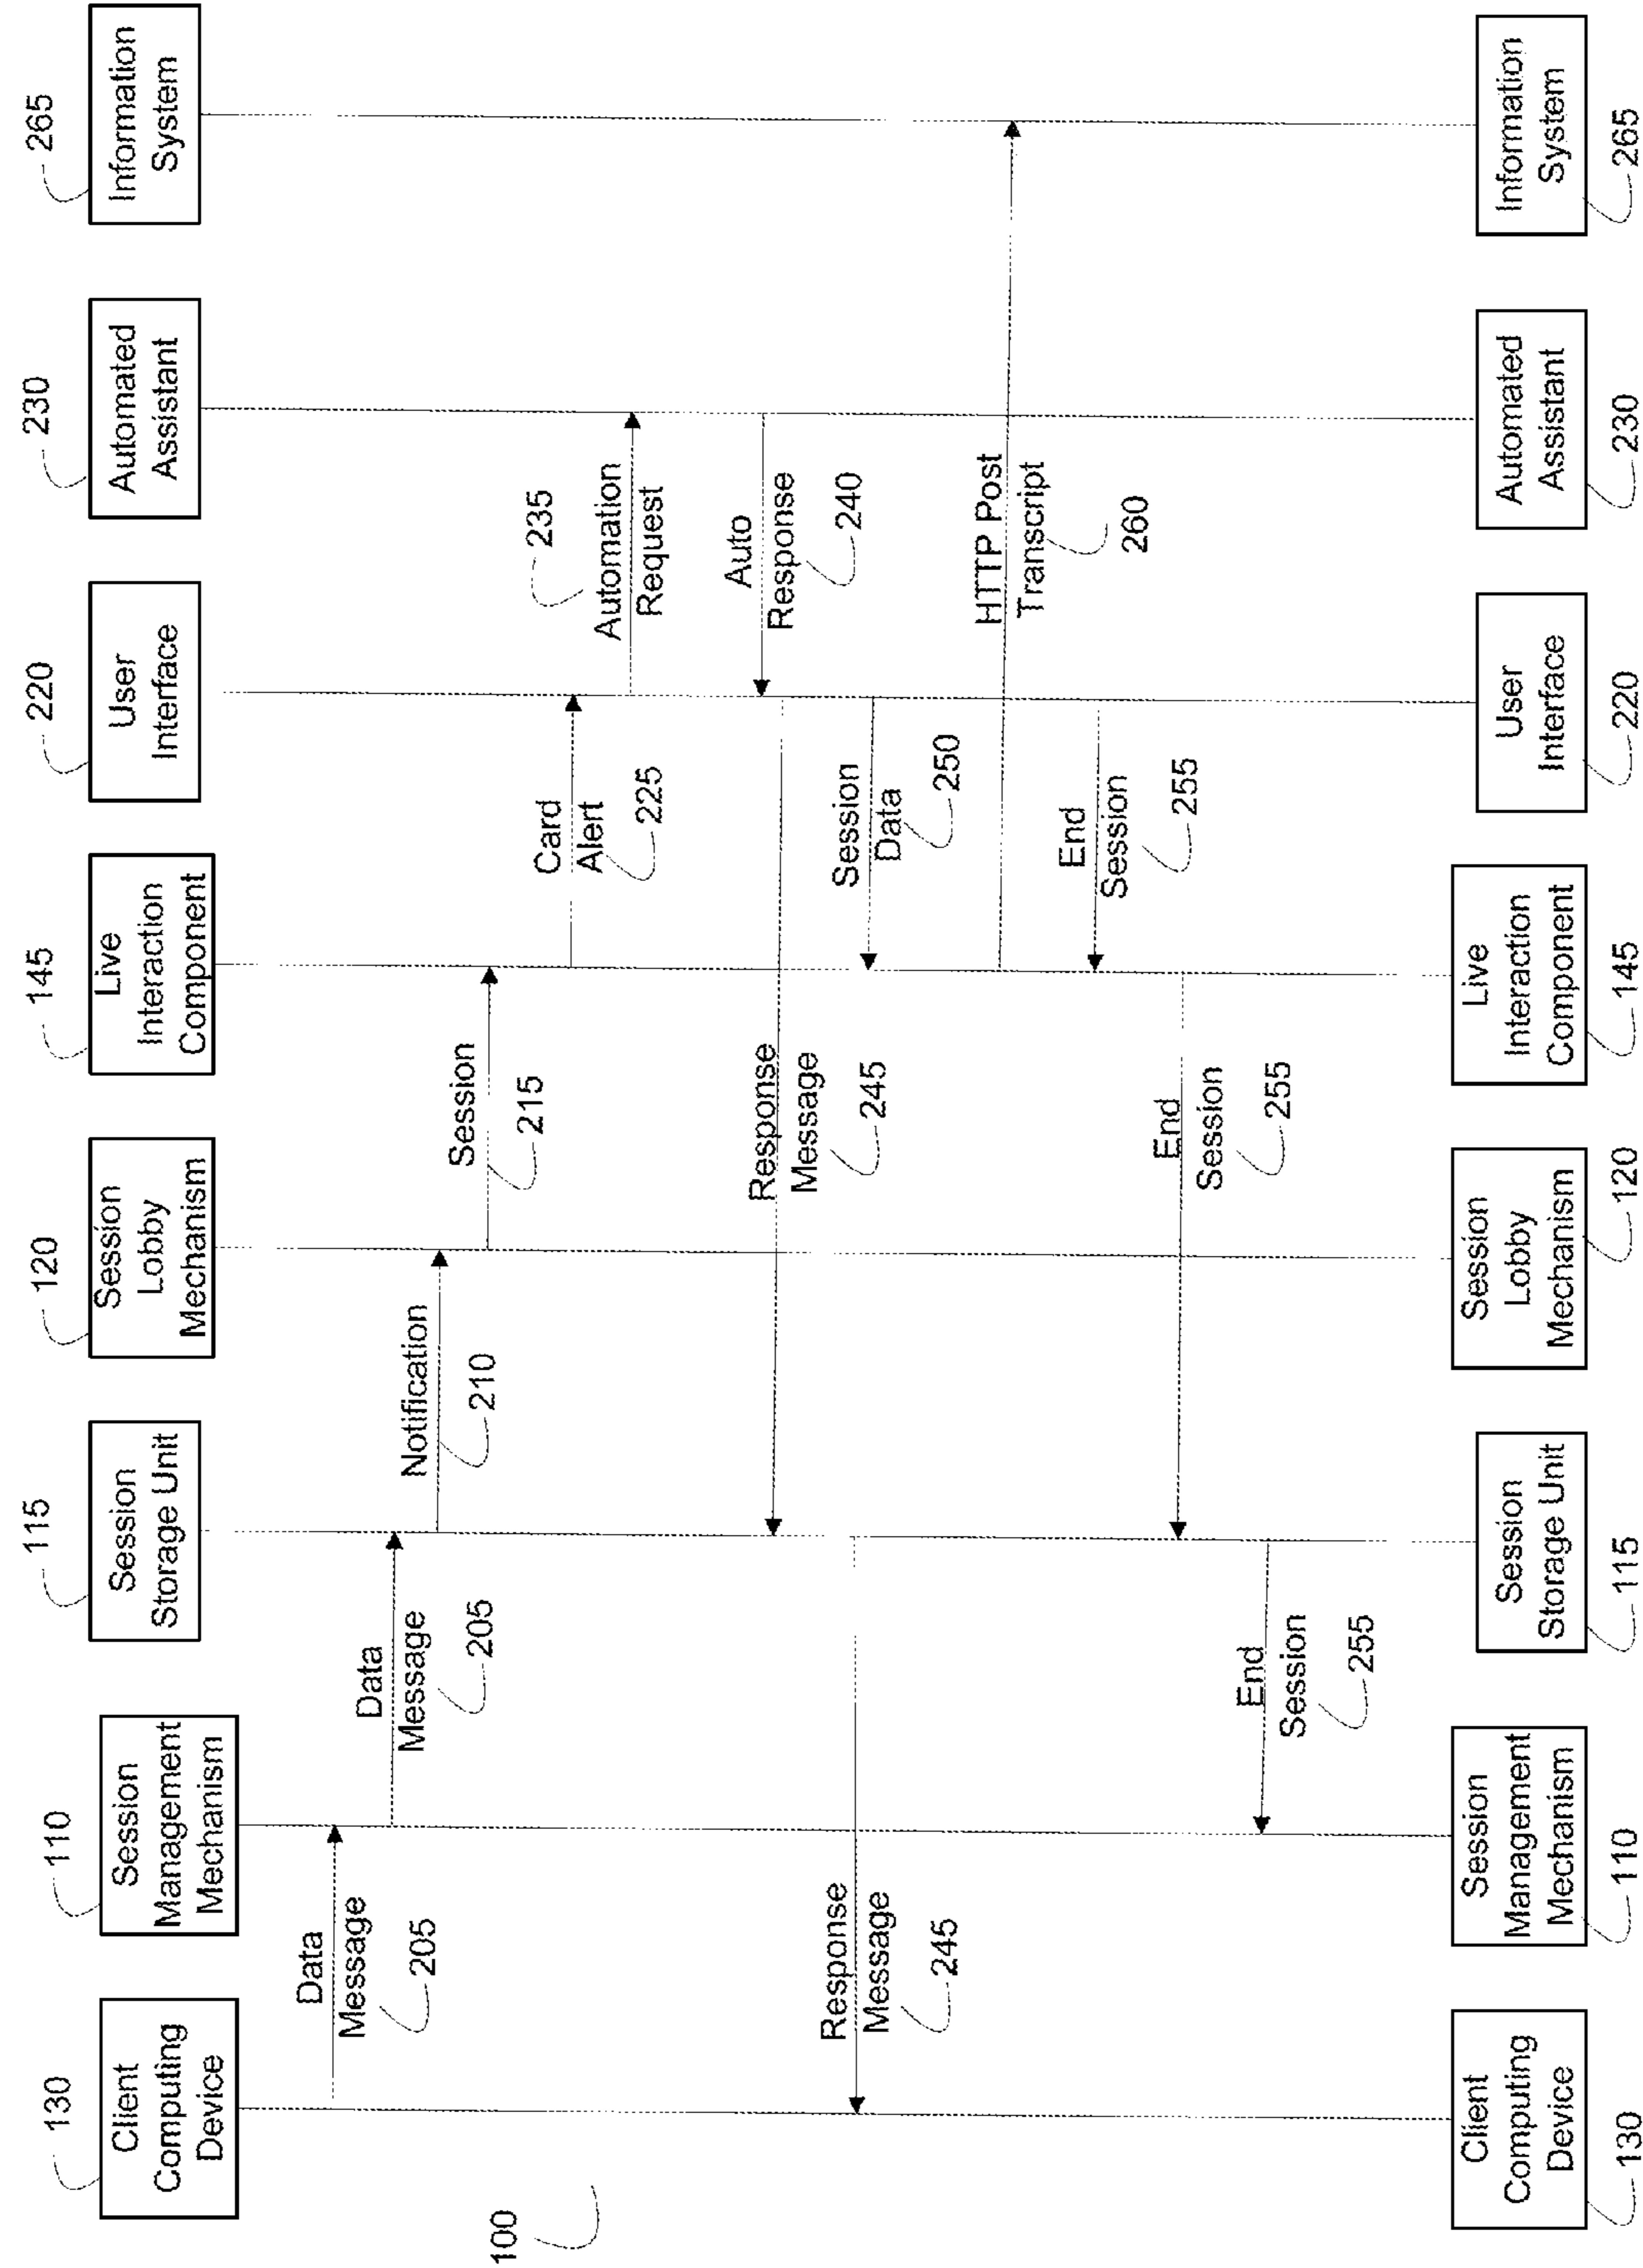 130
Client
Computing
Device
110
Session
Management
Mechanism
115
Session
Storage Unit
120
Session
Lobby
Mechanism
145
Live
Interaction
Component
220
User
Interface
230
Automated
Assistant
265
Information
System
Data
Message
205
Data
Message
205
Notification
210
Session
215
Card
Alert
225
235
Automation
Request
Auto
Response
240
Response
Message
245
Response
Message
245
Session
Data
250
HTTP Post
Transcript
260
End
Session
255
End
Session
255
End
Session
255
100
Client
Computing
Device
130
Session
Management
Mechanism
110
Session
Storage Unit
115
Session
Lobby
Mechanism
120
Live
Interaction
Component
145
User
Interface
220
Automated
Assistant
230
Information
System
265